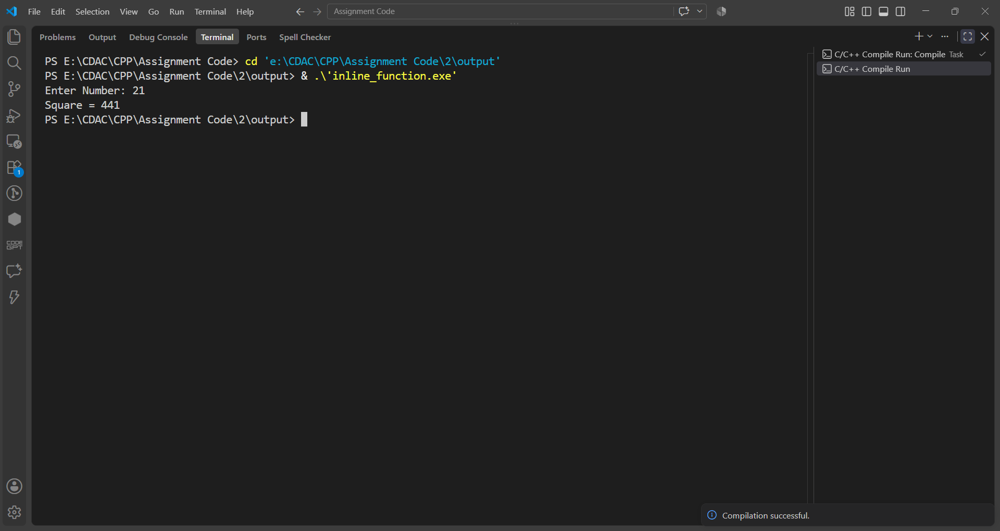 File Edit Selection View Go Run Terminal Help
Assignment Code
Problems Output Debug Console Terminal Ports Spell Checker
PS E:\CDAC\CPP\Assignment Code> cd 'e:\CDAC\CPP\Assignment Code\2\output'
PS E:\CDAC\CPP\Assignment Code\2\output> & .\'inline_function.exe'
Enter Number: 21
Square = 441
PS E:\CDAC\CPP\Assignment Code\2\output>
C/C++ Compile Run: Compile Task
C/C++ Compile Run
1
CODE
GPT
Compilation successful.